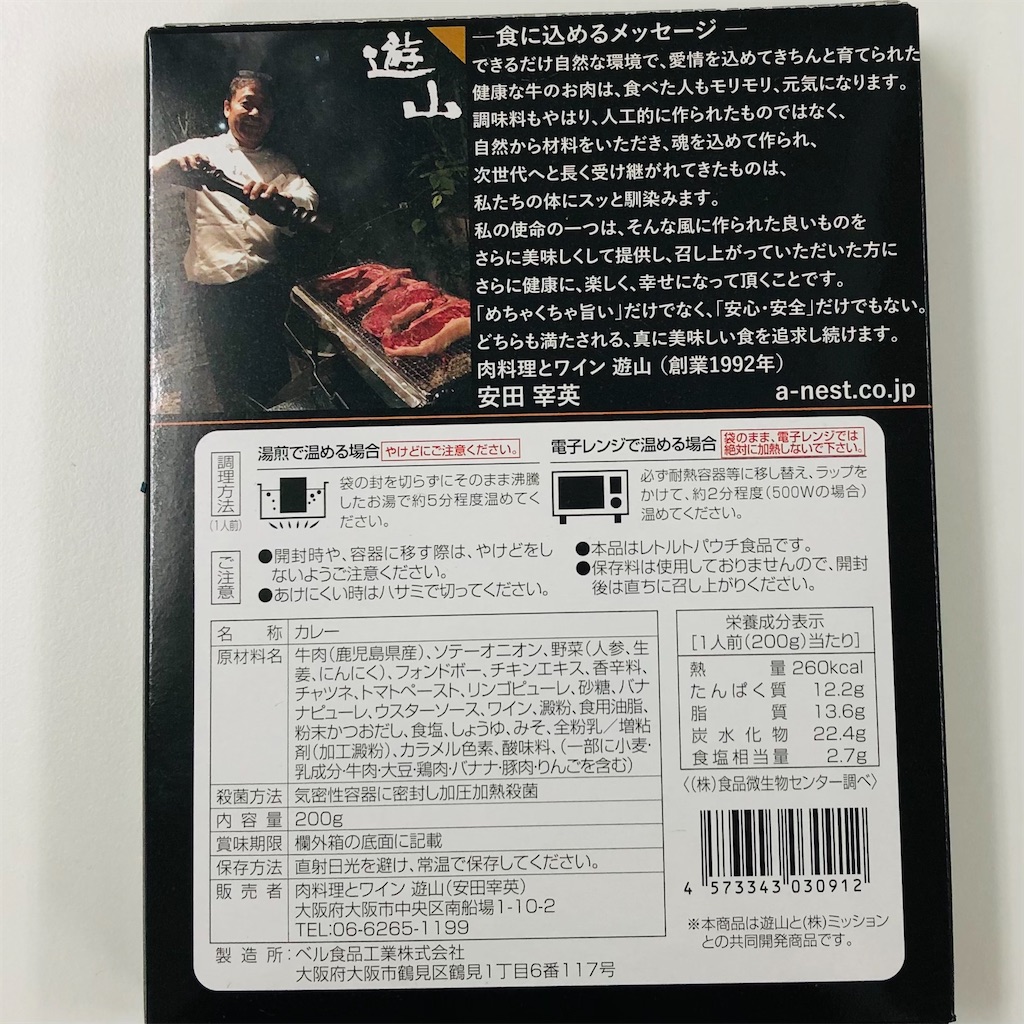 遊山
―食に込めるメッセージ―
できるだけ自然な環境で、愛情を込めてきちんと育てられた
健康な牛のお肉は、食べた人もモリモリ、元気になります。
調味料もやはり、人工的に作られたものではなく、
自然から材料をいただき、魂を込めて作られ、
次世代へと長く受け継がれてきたものは、
私たちの体にスッと馴染みます。
私の使命の一つは、そんな風に作られた良いものを
さらに美味しくして提供し、召し上がっていただいた方に
さらに健康に、楽しく、幸せになって頂くことです。
「めちゃくちゃ旨い」だけでなく、「安心・安全」だけでもない。
どちらも満たされる、真に美味しい食を追求し続けます。
肉料理とワイン 遊山（創業1992年）
安田 宰英 a-nest.co.jp
調理方法
(1人前)
湯煎で温める場合 やけどにご注意ください。
袋の封を切らずにそのまま沸騰
したお湯で約5分程度温めてく
ださい。
電子レンジで温める場合 袋のまま、電子レンジでは
絶対に加熱しないで下さい。
必ず耐熱容器等に移し替え、ラップを
かけて、約2分程度(500Wの場合)
温めてください。
ご注意
●開封時や、容器に移す際は、やけどをし
ないようご注意ください。
●あけにくい時はハサミで切ってください。
●本品はレトルトパウチ食品です。
●保存料は使用しておりませんので、開封
後は直ちに召し上がりください。
名称 カレー
原材料名 牛肉(鹿児島県産)、ソテーオニオン、野菜(人参、生
姜、にんにく)、フォンドボー、チキンエキス、香辛料、
チャツネ、トマトペースト、リンゴピューレ、砂糖、バナ
ナピューレ、ウスターソース、ワイン、澱粉、食用油脂、
粉末かつおだし、食塩、しょうゆ、みそ、全粉乳／増粘
剤(加工澱粉)、カラメル色素、酸味料、(一部に小麦・
乳成分・牛肉・大豆・鶏肉・バナナ・豚肉・りんごを含む)
殺菌方法 気密性容器に密封し加圧加熱殺菌
内容量 200g
賞味期限 欄外箱の底面に記載
保存方法 直射日光を避け、常温で保存してください。
販売者 肉料理とワイン 遊山(安田宰英)
大阪府大阪市中央区南船場1-10-2
TEL:06-6265-1199
製造所：ベル食品工業株式会社
大阪府大阪市鶴見区鶴見1丁目6番117号
栄養成分表示
[1人前(200g)当たり]
熱量 260kcal
たんぱく質 12.2g
脂質 13.6g
炭水化物 22.4g
食塩相当量 2.7g
〈(株)食品微生物センター調べ〉
4 573343 030912
※本商品は遊山と(株)ミッション
との共同開発商品です。